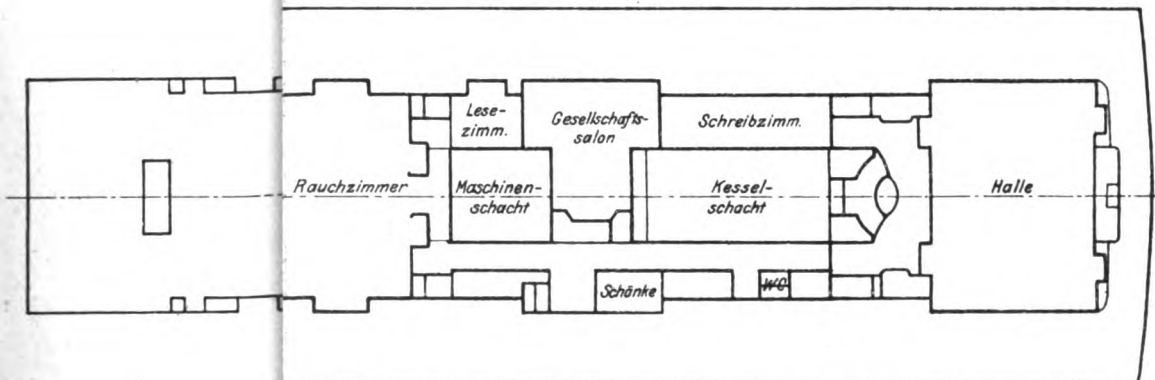 Lese-
zimm.
Gesellschafts-
salon
Schreibzimm.
Rauchzimmer
Maschinen-
schacht
Kessel-
schacht
Halle
Schänke
WC